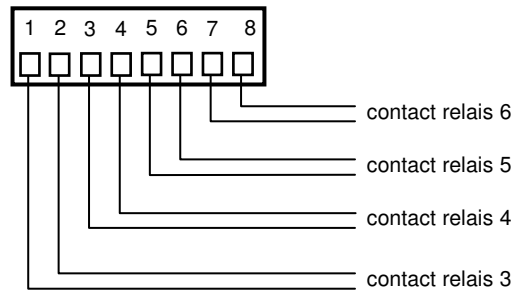 1 2 3 4 5 6 7 8
contact relais 6
contact relais 5
contact relais 4
contact relais 3